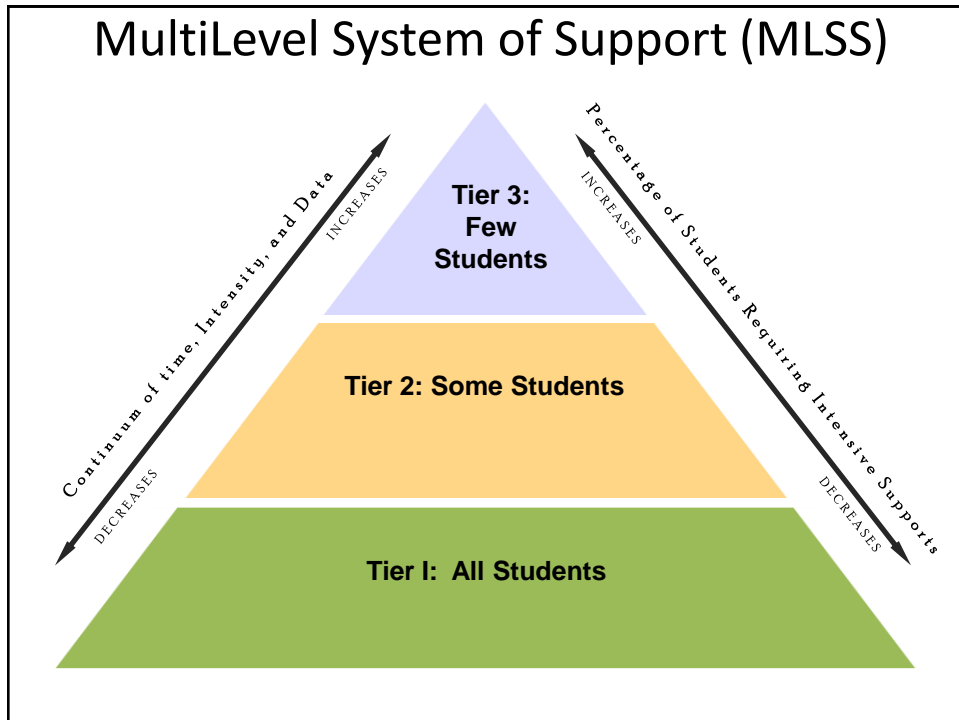 MultiLevel System of Support (MLSS)
Continuum of time, Intensity, and Data
INCREASES
DECREASES
Percentage of Students Requiring Intensive Supports
INCREASES
DECREASES
Tier 3:
Few
Students
Tier 2: Some Students
Tier I:  All Students